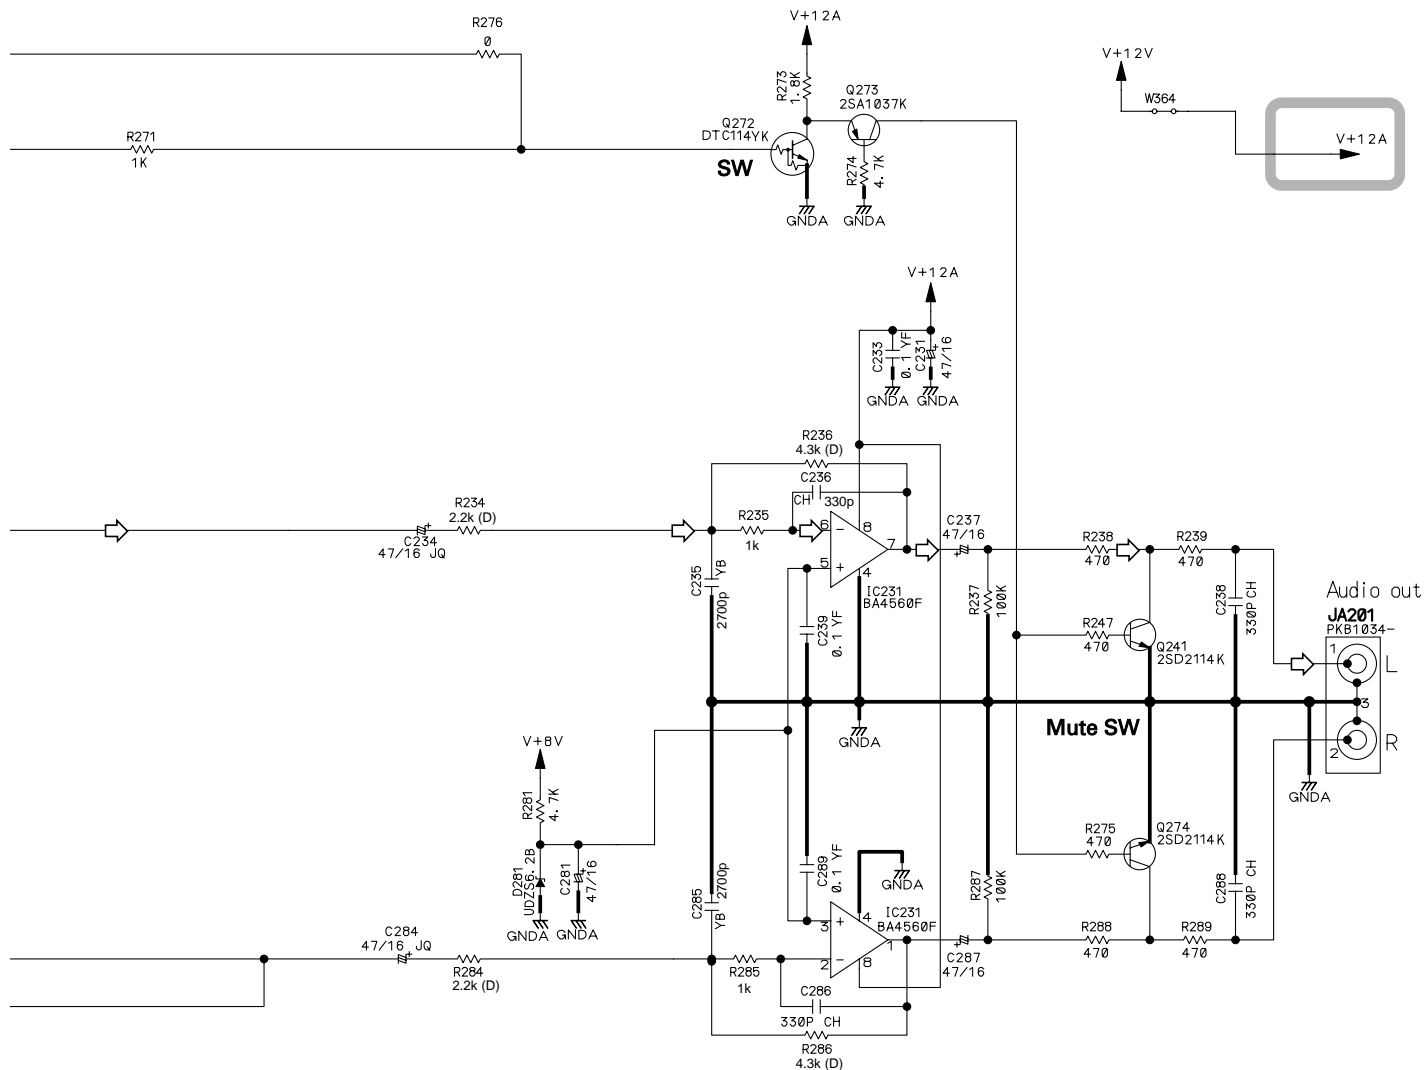 R276
0
V+12A
R273
1.8K
Q273
2SA1037K
V+12V
W364
V+12A
R271
1K
Q272
DTC114YK
SW
R274
4.7K
GNDA
GNDA
V+12A
C233
0.1 YF
C231
47/16
GNDA
GNDA
R236
4.3k (D)
C236
CH
330p
R234
2.2k (D)
C234
47/16 JQ
R235
1k
6
5
8
7
4
IC231
BA4560F
C237
47/16
R238
470
R239
470
C235
YB
2700p
C239
0.1 YF
R237
100K
R247
470
Q241
2SD2114K
C238
330P CH
Audio out
JA201
PKB1034-
1
L
3
2
R
GNDA
GNDA
Mute SW
V+8V
R281
4.7K
D281
UDZS6.2B
C281
47/16
GNDA
GNDA
C285
YB
2700p
C289
0.1 YF
GNDA
R287
100K
R275
470
Q274
2SD2114K
C288
330P CH
IC231
BA4560F
3
2
4
1
8
C287
47/16
R288
470
R289
470
C284
47/16 JQ
R284
2.2k (D)
R285
1k
C286
330P CH
R286
4.3k (D)